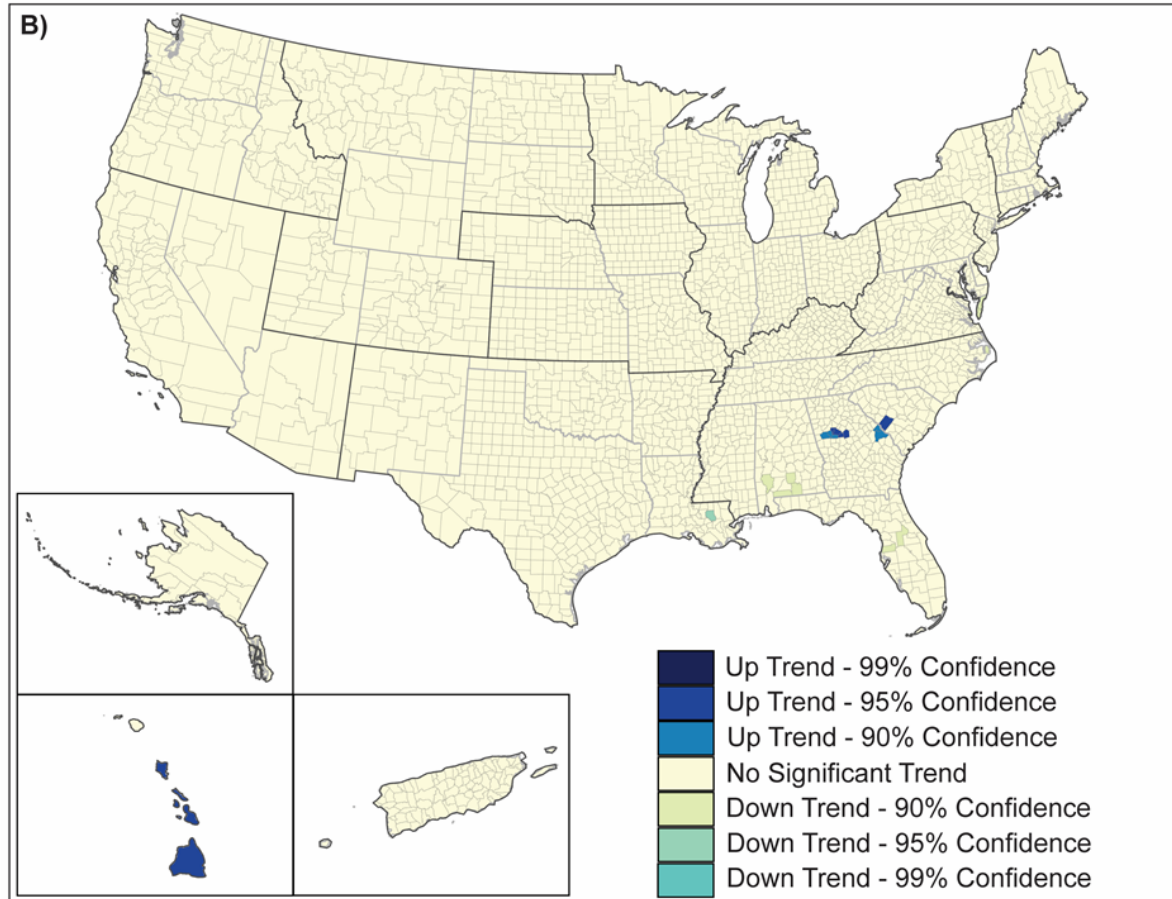 B)
Up Trend - 99% Confidence
Up Trend - 95% Confidence
Up Trend - 90% Confidence
No Significant Trend
Down Trend - 90% Confidence
Down Trend - 95% Confidence
Down Trend - 99% Confidence